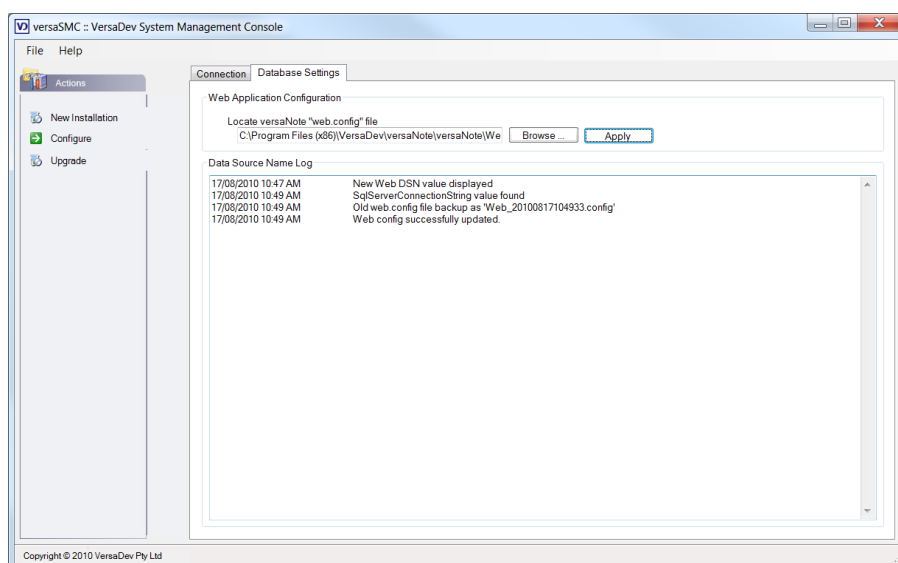 versaSMC :: VersaDev System Management Console
File Help
Actions
New Installation
Configure
Upgrade
Connection Database Settings
Web Application Configuration
Locate versaNote "web.config" file
C:\Program Files (x86)\VersaDev\versaNote\versaNote\We Browse ... Apply
Data Source Name Log
17/08/2010 10:47 AM New Web DSN value displayed
17/08/2010 10:49 AM SqlServerConnectionString value found
17/08/2010 10:49 AM Old web.config file backup as 'Web_20100817104933.config'
17/08/2010 10:49 AM Web config successfully updated.
Copyright © 2010 VersaDev Pty Ltd